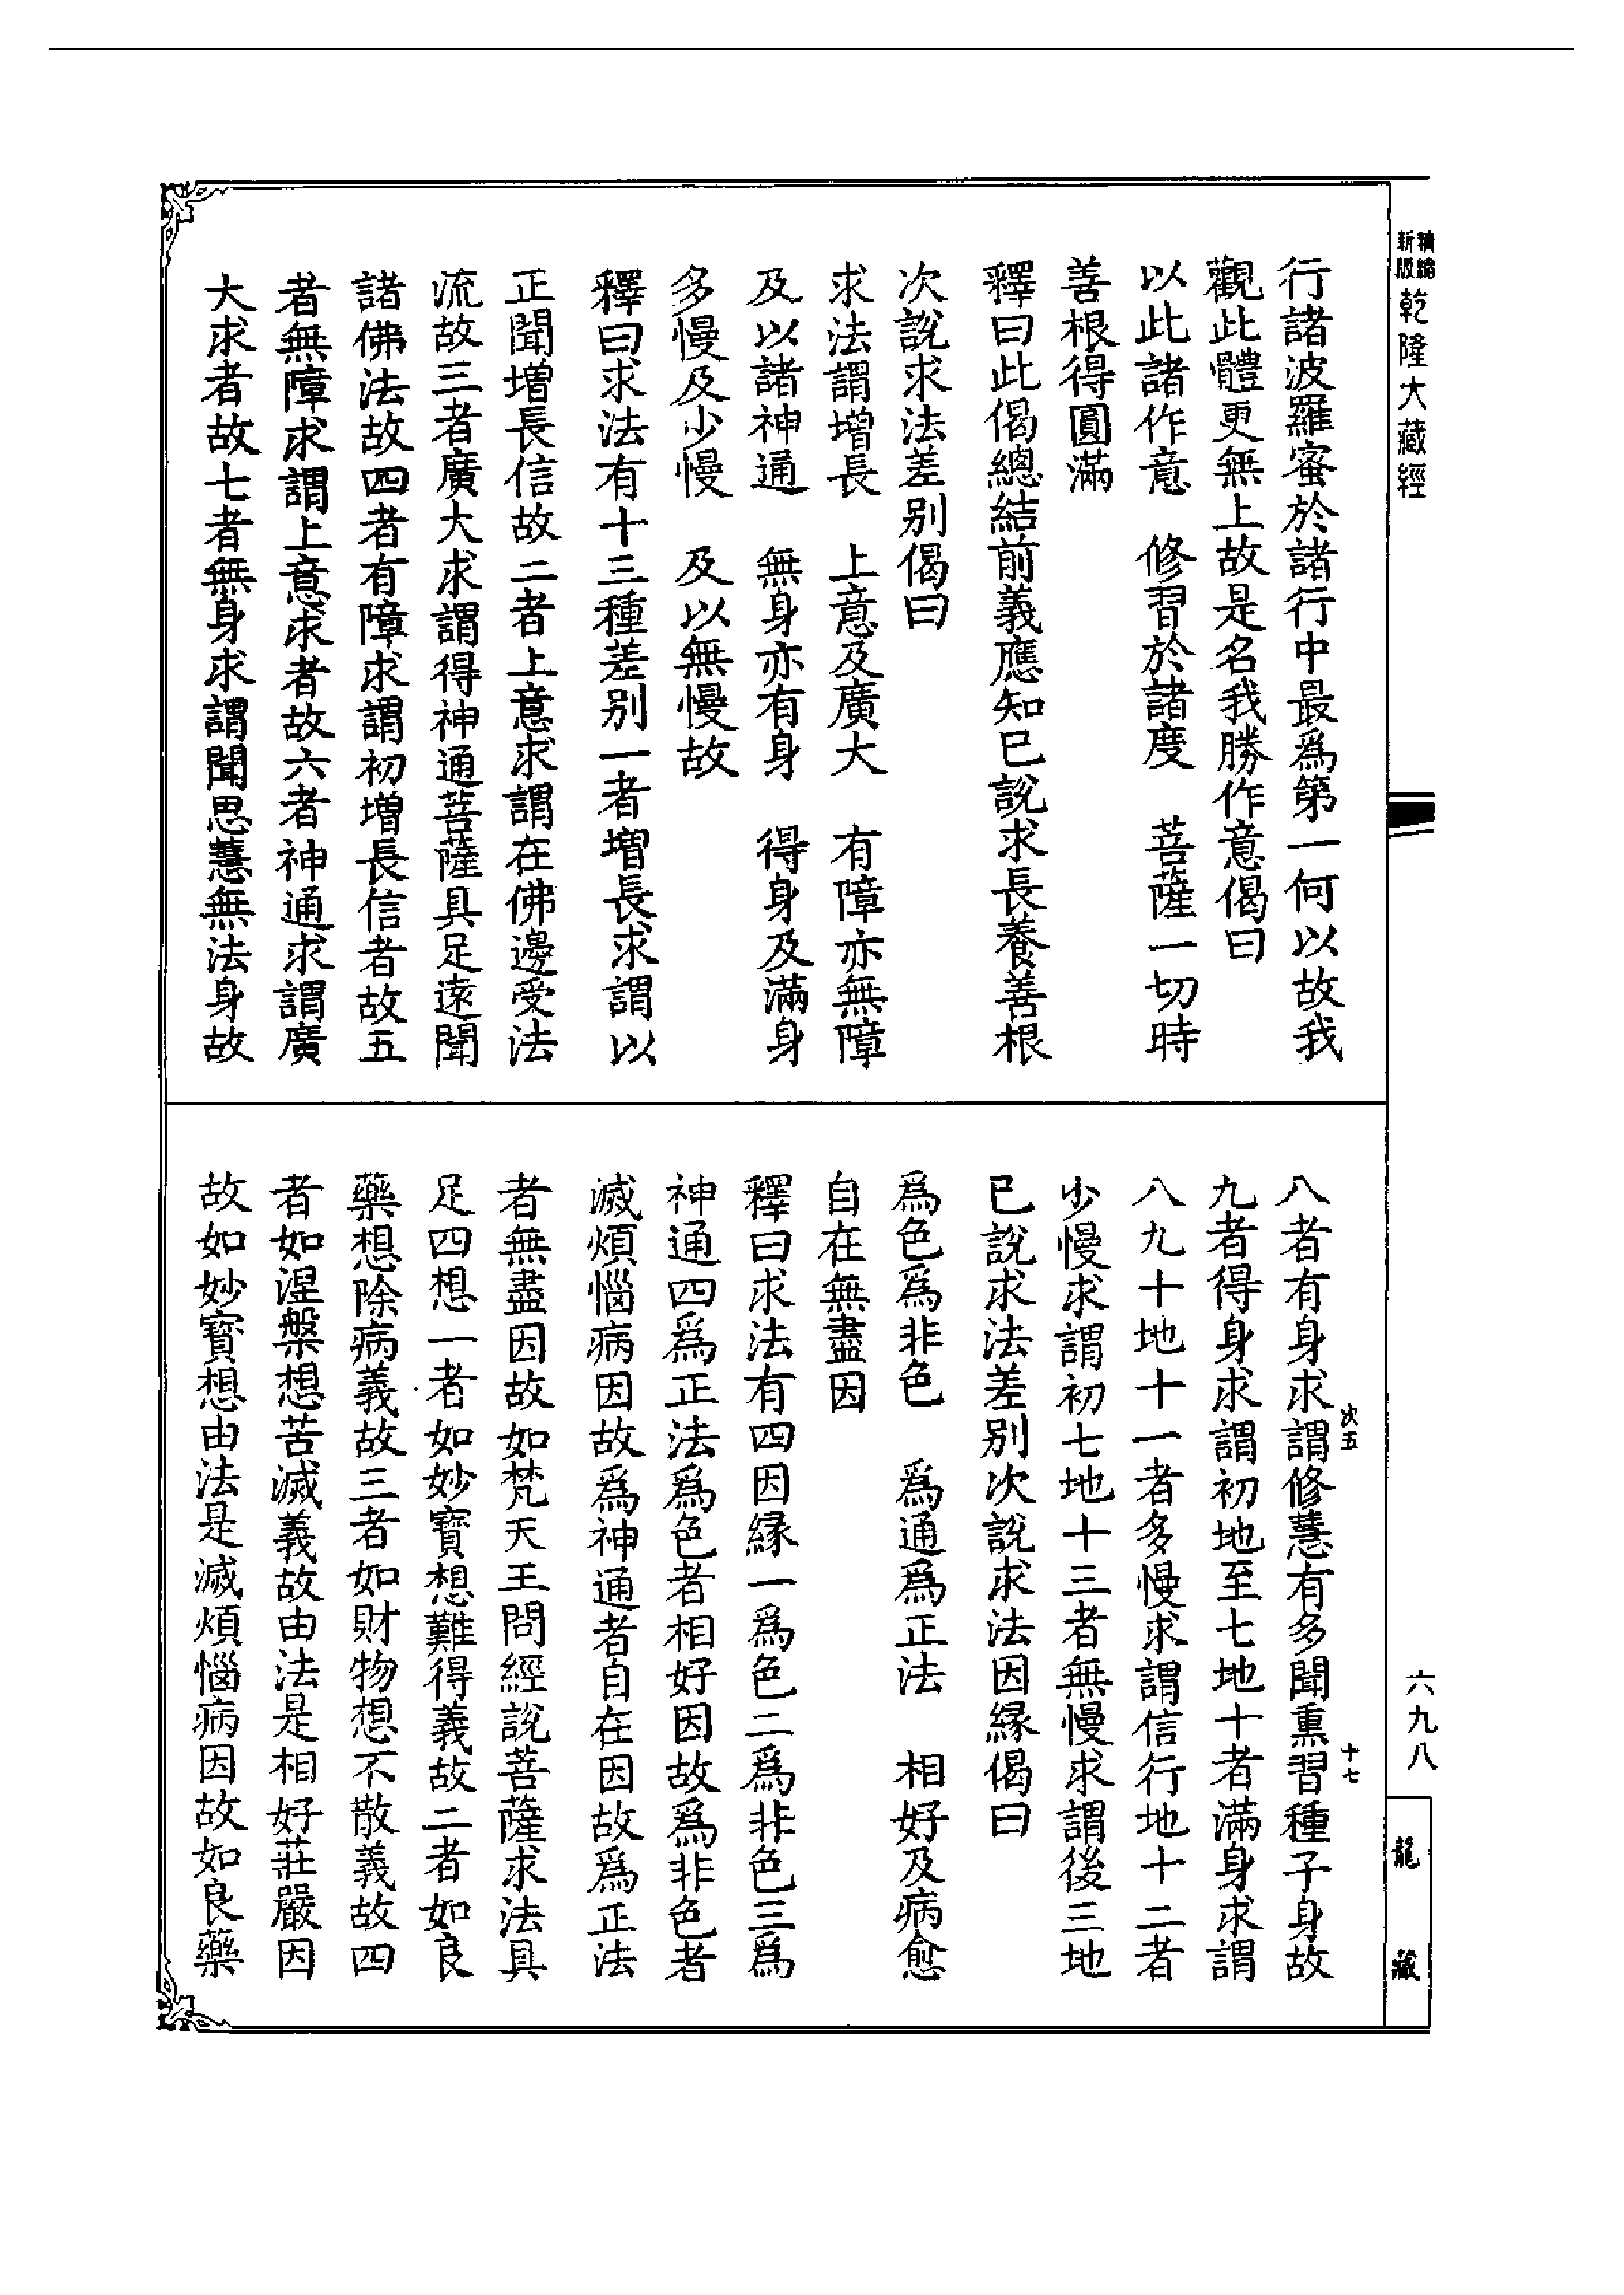 精縮新版乾隆大藏經
行諸波羅蜜於諸行中最爲第一何以故我
觀此體更無上故是名我勝作意偈曰
以此諸作意　修習於諸度　菩薩一切時
善根得圓滿
釋曰此偈總結前義應知已說求長養善根
次說求法差别偈曰
求法謂增長　上意及廣大　有障亦無障
及以諸神通　無身亦有身　得身及滿身
多慢及少慢　及以無慢故
釋曰求法有十三種差别一者增長求謂以
正聞增長信故二者上意求謂在佛邊受法
流故三者廣大求謂得神通菩薩具足遠聞
諸佛法故四者有障求謂初增長信者故五
者無障求謂上意求者故六者神通求謂廣
大求者故七者無身求謂聞思慧無法身故
六九八
龍藏
次五
十七
八者有身求謂修慧有多聞熏習種子身故
九者得身求謂初地至七地十者滿身求謂
八九十地十一者多慢求謂信行地十二者
少慢求謂初七地十三者無慢求謂後三地
已說求法差别次說求法因緣偈曰
爲色爲非色　爲通爲正法　相好及病愈
自在無盡因
釋曰求法有四因緣一爲色二爲非色三爲
神通四爲正法爲色者相好因故爲非色者
滅煩惱病因故爲神通者自在因故爲正法
者無盡因故如梵天王問經說菩薩求法具
足四想一者如妙寶想難得義故二者如良
藥想除病義故三者如財物想不散義故四
者如涅槃想苦滅義故由法是相好莊嚴因
故如妙寶想由法是滅煩惱病因故如良藥